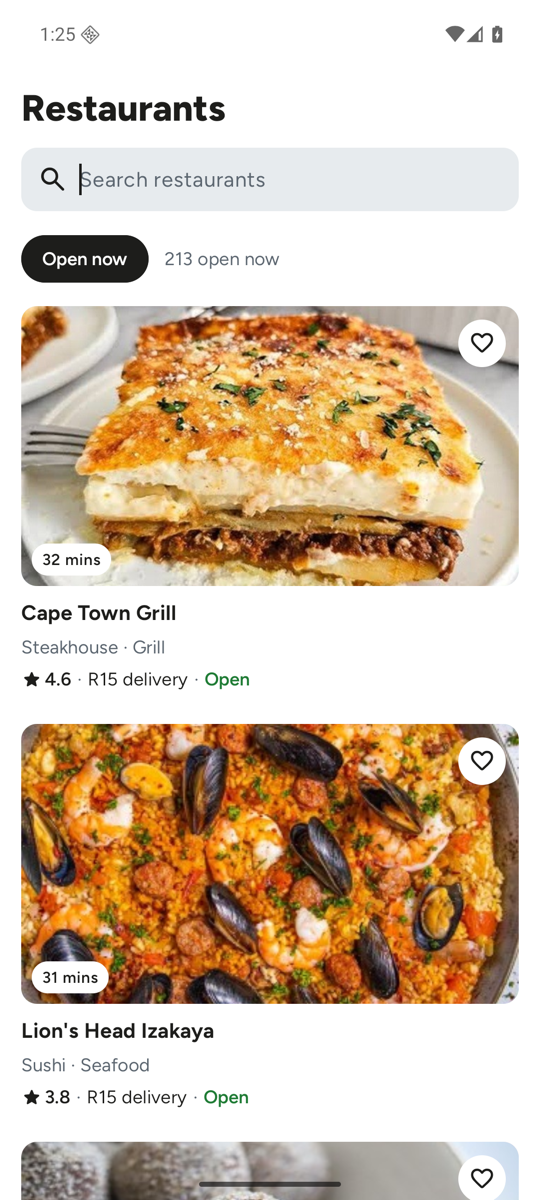 1:25
Restaurants
Search restaurants
Open now
213 open now
32 mins
Cape Town Grill
Steakhouse · Grill
★ 4.6 · R15 delivery · Open
31 mins
Lion's Head Izakaya
Sushi · Seafood
★ 3.8 · R15 delivery · Open